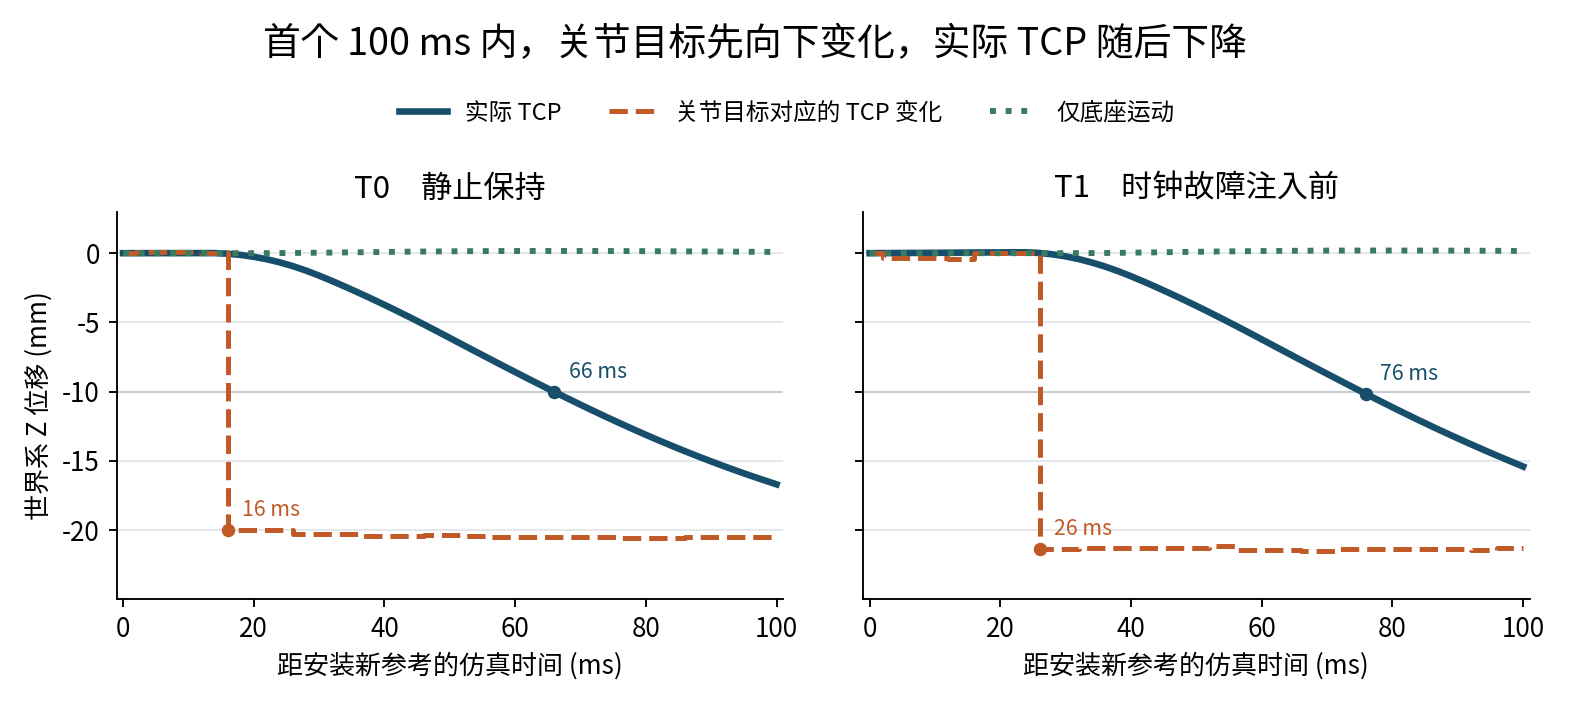 首个 100 ms 内，关节目标先向下变化，实际 TCP 随后下降
实际 TCP
关节目标对应的 TCP 变化
仅底座运动
T0 静止保持
T1 时钟故障注入前
世界系 Z 位移 (mm)
0
-5
-10
-15
-20
66 ms
16 ms
76 ms
26 ms
0 20 40 60 80 100
0 20 40 60 80 100
距安装新参考的仿真时间 (ms)
距安装新参考的仿真时间 (ms)